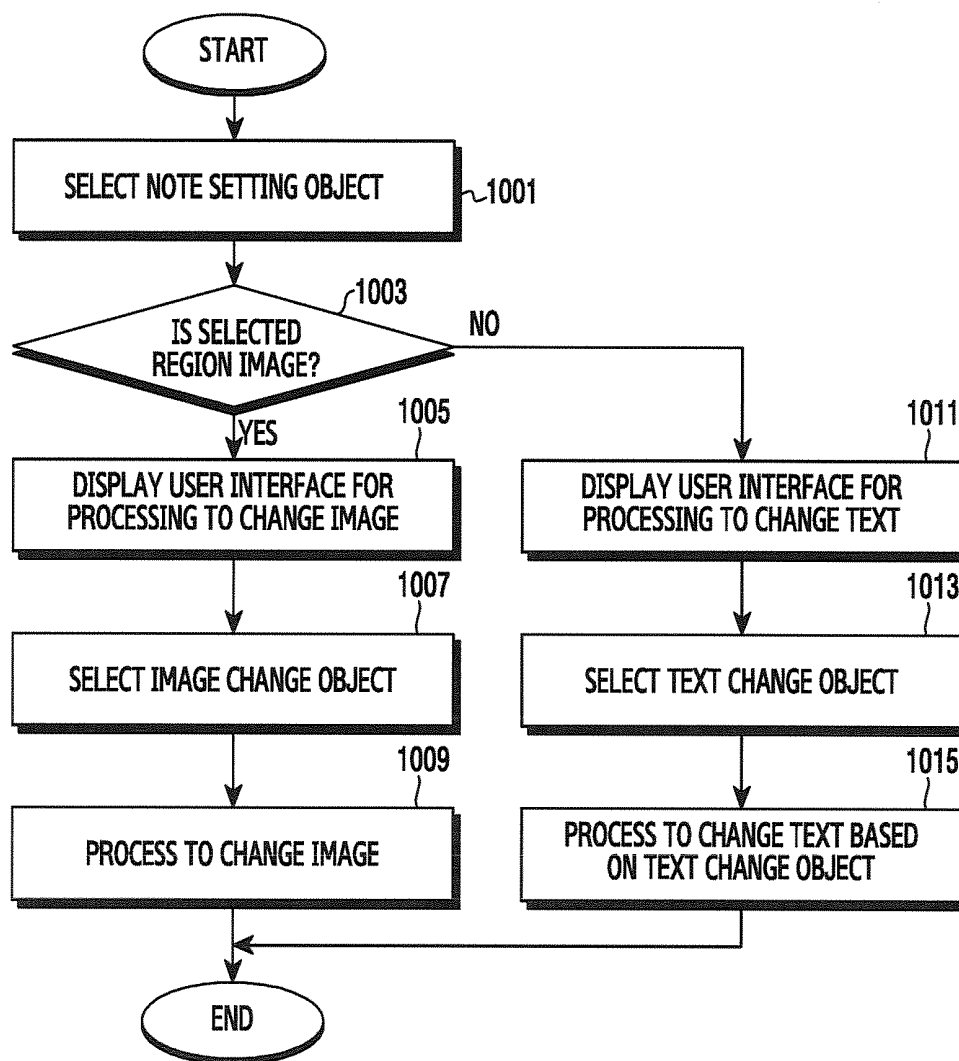 START
SELECT NOTE SETTING OBJECT
1001
1003
IS SELECTED
REGION IMAGE?
NO
YES
1005
DISPLAY USER INTERFACE FOR
PROCESSING TO CHANGE IMAGE
1007
SELECT IMAGE CHANGE OBJECT
1009
PROCESS TO CHANGE IMAGE
1011
DISPLAY USER INTERFACE FOR
PROCESSING TO CHANGE TEXT
1013
SELECT TEXT CHANGE OBJECT
1015
PROCESS TO CHANGE TEXT BASED
ON TEXT CHANGE OBJECT
END